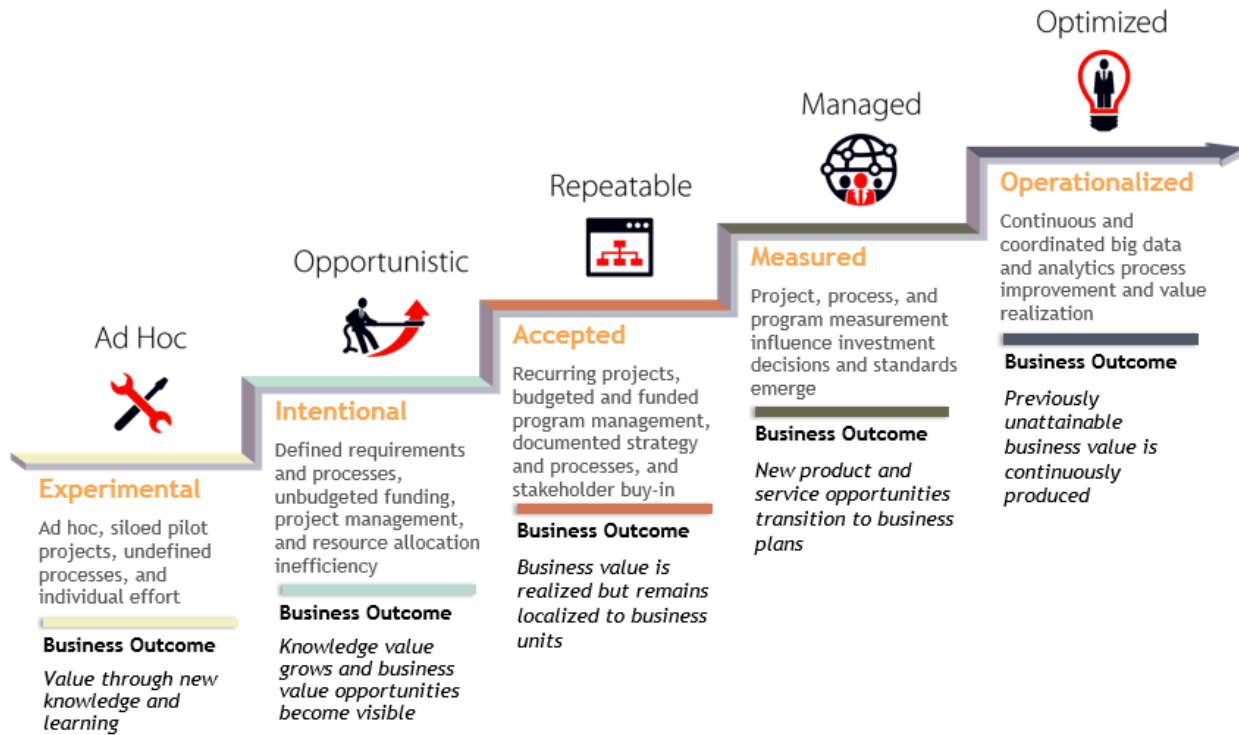 Ad Hoc
Experimental
Ad hoc, siloed pilot
projects, undefined
processes, and
individual effort
Business Outcome
Value through new
knowledge and
learning
Opportunistic
Intentional
Defined requirements
and processes,
unbudgeted funding,
project management,
and resource allocation
inefficiency
Business Outcome
Knowledge value
grows and business
value opportunities
become visible
Repeatable
Accepted
Recurring projects,
budgeted and funded
program management,
documented strategy
and processes, and
stakeholder buy-in
Business Outcome
Business value is
realized but remains
localized to business
units
Managed
Measured
Project, process, and
program measurement
influence investment
decisions and standards
emerge
Business Outcome
New product and
service opportunities
transition to business
plans
Optimized
Operationalized
Continuous and
coordinated big data
and analytics process
improvement and value
realization
Business Outcome
Previously
unattainable
business value is
continuously
produced